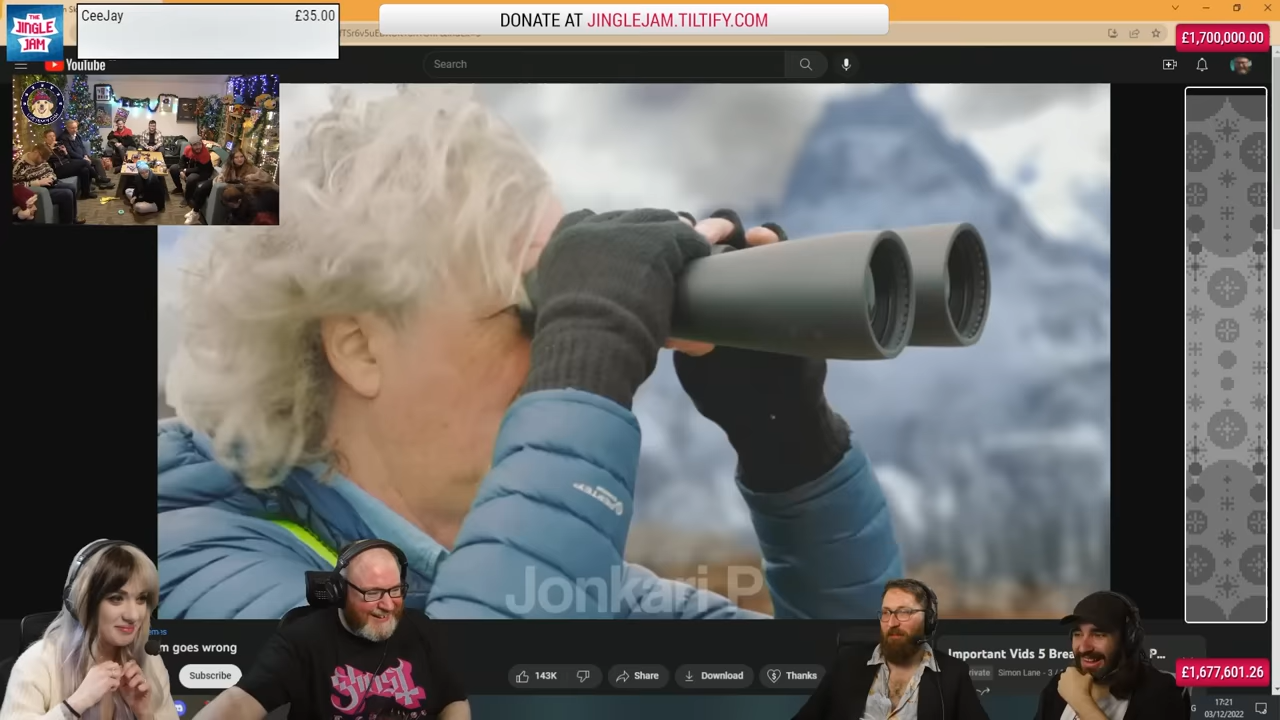 THE JINGLE JAM
CeeJay £35.00
DONATE AT JINGLEJAM.TILTIFY.COM
£1,700,000.00
YouTube
Search
Jonkari P
m goes wrong
Subscribe
143K
Share
Download
Thanks
Important Vids 5 Brea
P...
Simon Lane - 3 /
£1,677,601.26
Ghost
17:21
03/12/2022